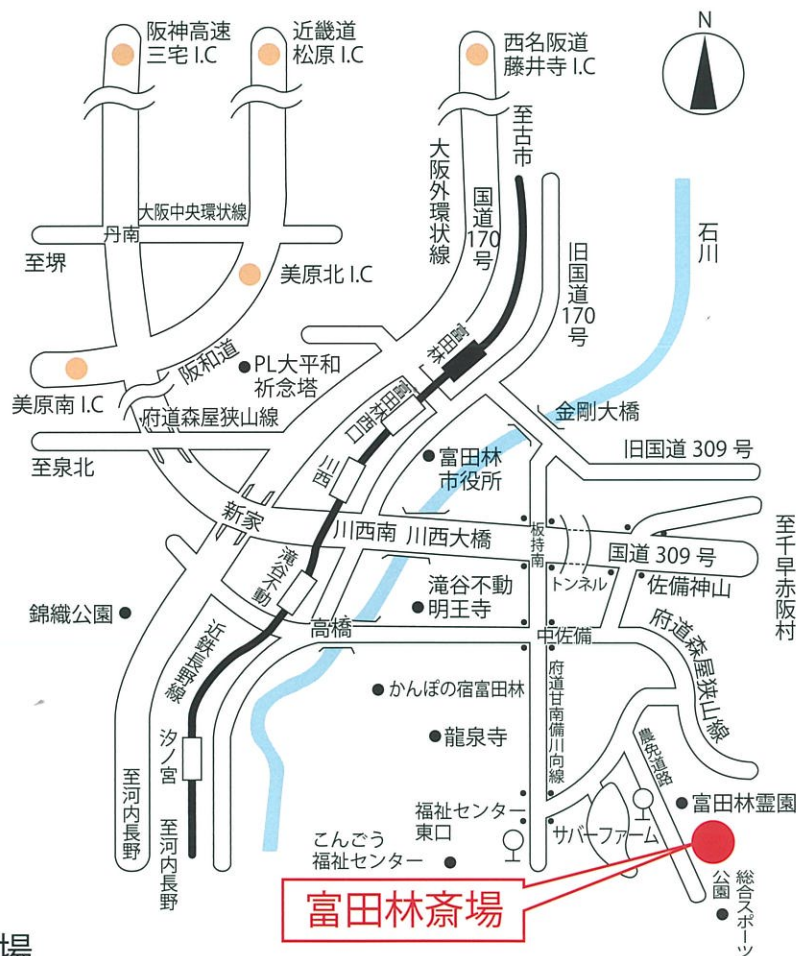 阪神高速
三宅 I.C
近畿道
松原 I.C
西名阪道
藤井寺 I.C
N
至古市
大阪外環状線
国道170号
旧国道170号
石川
大阪中央環状線
丹南
至堺
美原北 I.C
阪和道
PL大平和
祈念塔
美原南 I.C
府道森屋狭山線
至泉北
富田林
富田林西口
川西
富田林
市役所
金剛大橋
旧国道 309 号
新家
川西南
川西大橋
板持南
トンネル
国道 309 号
至千早赤阪村
佐備神山
滝谷不動
滝谷不動
明王寺
錦織公園
高橋
中佐備
府道森屋狭山線
近鉄長野線
かんぽの宿富田林
府道甘南備川向線
龍泉寺
農免道路
汐ノ宮
至河内長野
至河内長野
福祉センター
東口
こんごう
福祉センター
サバーファーム
富田林霊園
総合スポーツ
公園
富田林斎場
場